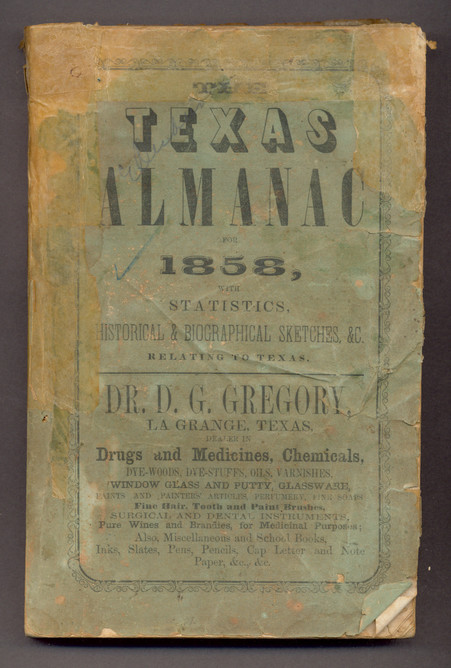 THE
TEXAS
ALMANAC
FOR
1858,
WITH
STATISTICS,
HISTORICAL & BIOGRAPHICAL SKETCHES, &C.
RELATING TO TEXAS.
DR. D. G. GREGORY,
LA GRANGE, TEXAS,
DEALER IN
Drugs and Medicines, Chemicals,
DYE-WOODS, DYE-STUFFS, OILS, VARNISHES,
WINDOW GLASS AND PUTTY, GLASSWARE,
PAINTS AND PAINTERS' ARTICLES, PERFUMERY, FINE SOAPS
Fine Hair, Tooth and Paint Brushes,
SURGICAL AND DENTAL INSTRUMENTS,
Pure Wines and Brandies, for Medicinal Purposes;
Also, Miscellaneous and School Books,
Inks, Slates, Pens, Pencils, Cap Letter and Note
Paper, &c., &c.